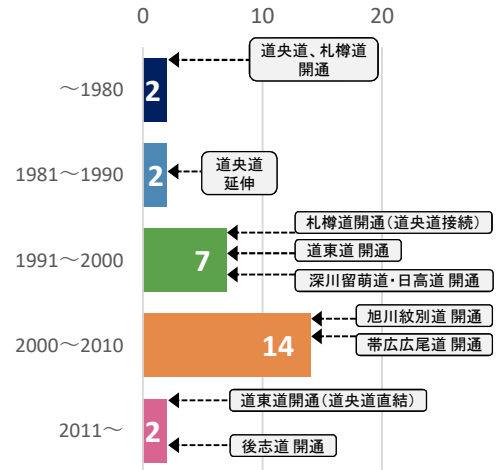 0
10
20
～1980
2
道央道、札樽道
開通
1981～1990
2
道央道
延伸
1991～2000
7
札樽道開通（道央道接続）
道東道 開通
深川留萌道・日高道 開通
2000～2010
14
旭川紋別道 開通
帯広広尾道 開通
2011～
2
道東道開通（道央道直結）
後志道 開通